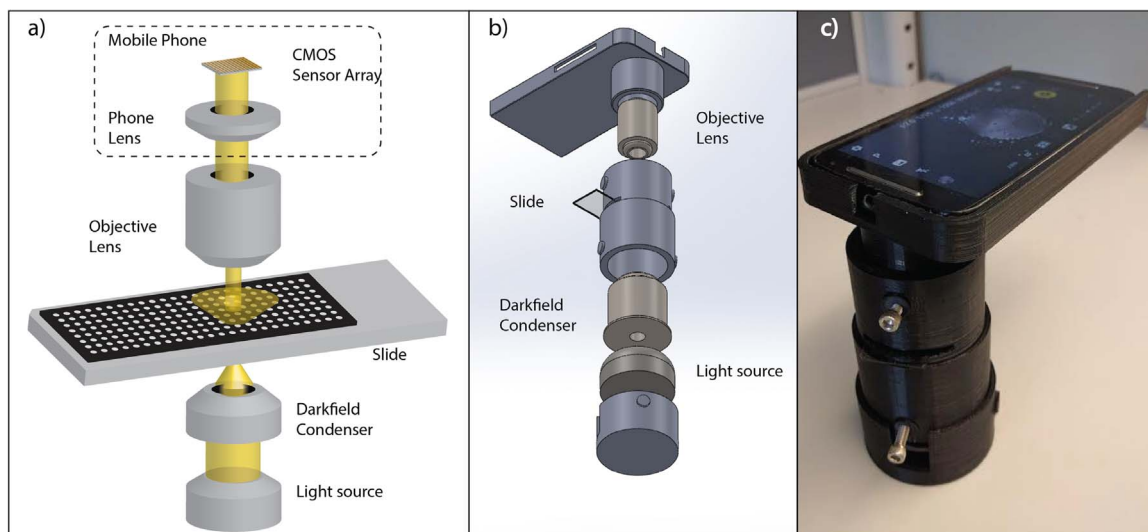 a)
Mobile Phone
CMOS
Sensor Array
Phone
Lens
Objective
Lens
Slide
Darkfield
Condenser
Light source
b)
Objective
Lens
Slide
Darkfield
Condenser
Light source
c)